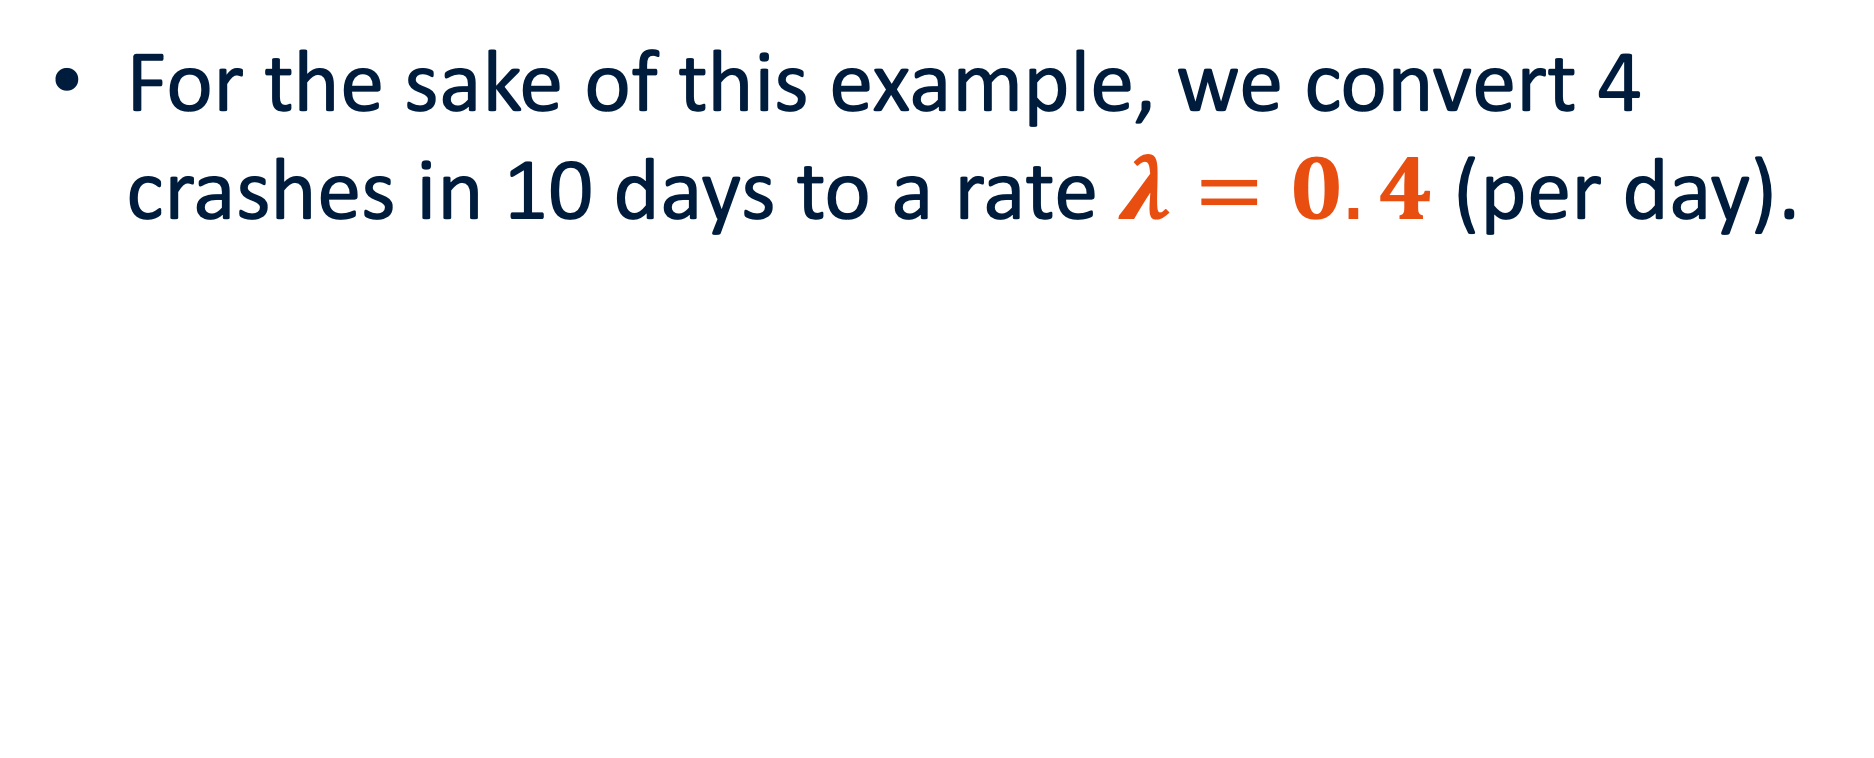 • For the sake of this example, we convert 4
crashes in 10 days to a rate 𝝀 = 𝟎. 𝟒 (per day).